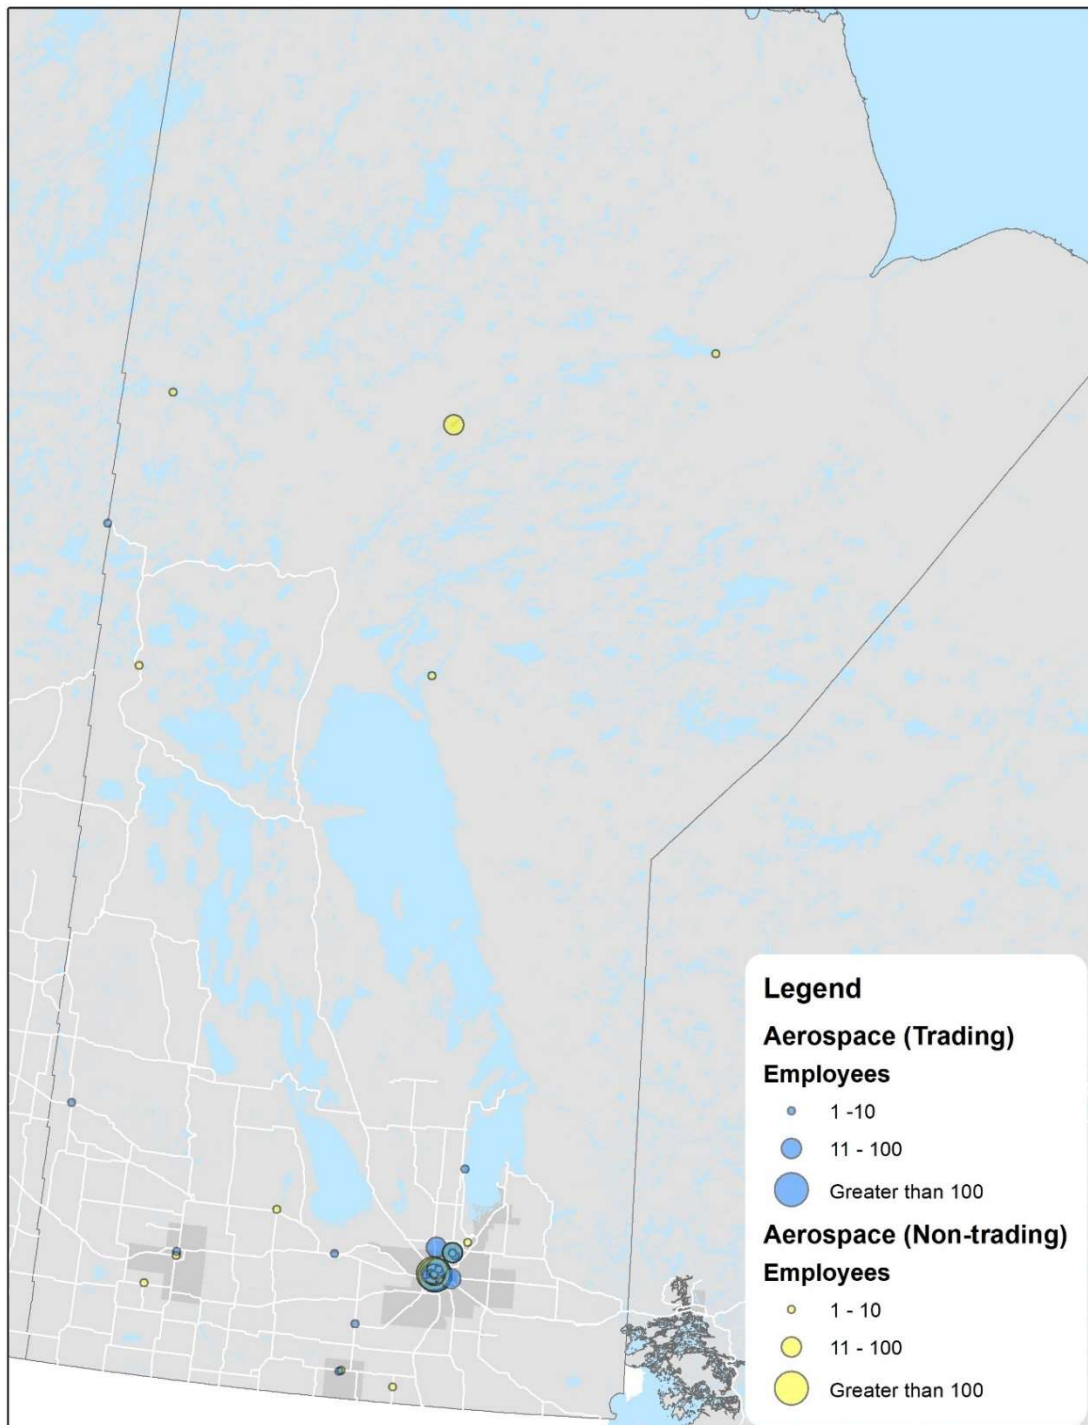 Legend
Aerospace (Trading)
Employees
1 -10
11 - 100
Greater than 100
Aerospace (Non-trading)
Employees
1 - 10
11 - 100
Greater than 100